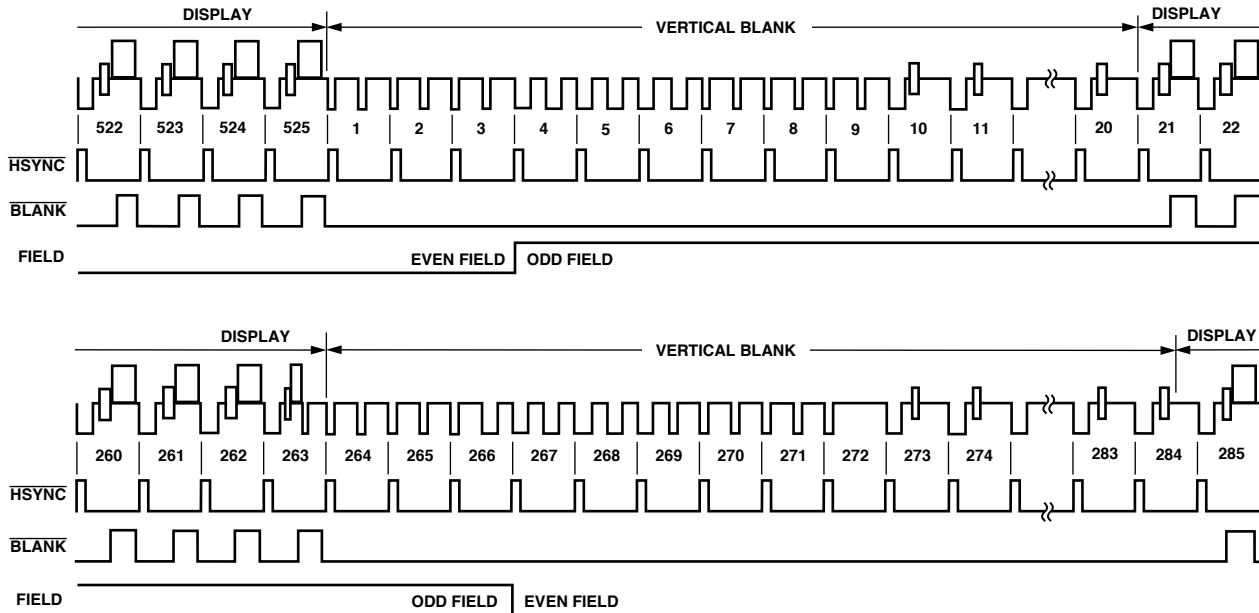 DISPLAY VERTICAL BLANK DISPLAY
522 523 524 525 1 2 3 4 5 6 7 8 9 10 11 20 21 22
HSYNC
BLANK
FIELD EVEN FIELD ODD FIELD
DISPLAY VERTICAL BLANK DISPLAY
260 261 262 263 264 265 266 267 268 269 270 271 272 273 274 283 284 285
HSYNC
BLANK
FIELD ODD FIELD EVEN FIELD